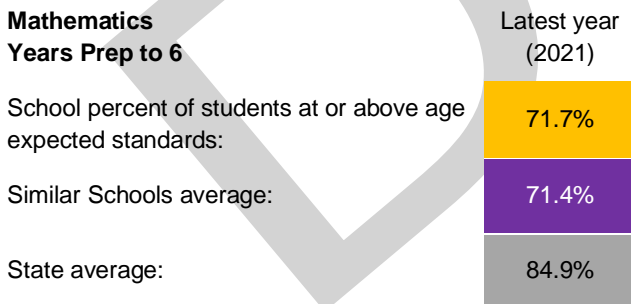 Mathematics
Years Prep to 6
Latest year
(2021)
School percent of students at or above age
expected standards:
71.7%
Similar Schools average:
71.4%
State average:
84.9%